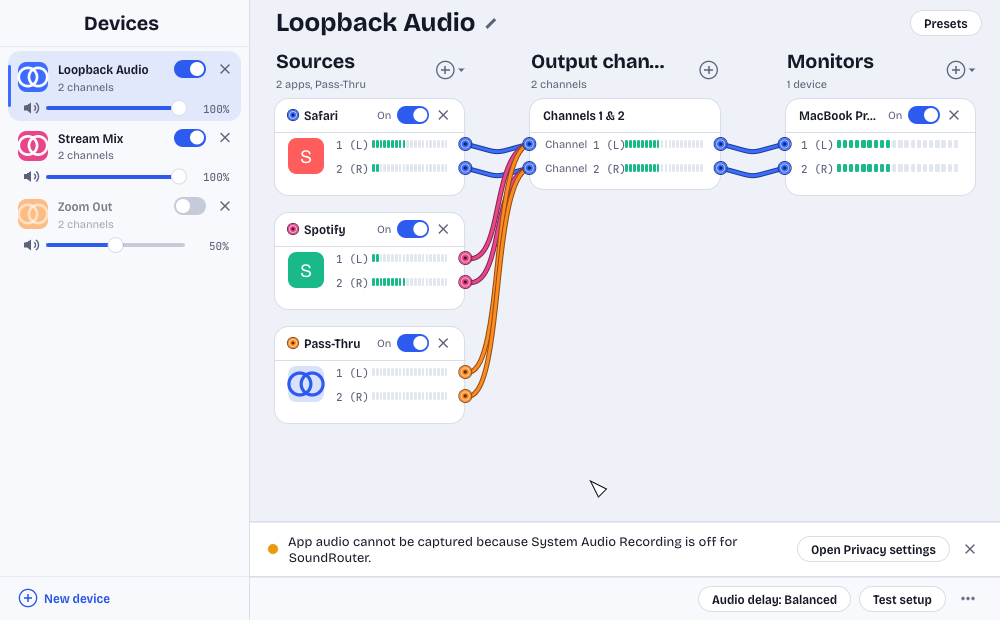 Devices
Loopback Audio
2 channels
100%
Stream Mix
2 channels
100%
Zoom Out
2 channels
50%
New device
Loopback Audio
Presets
Sources
2 apps, Pass-Thru
Output chan...
2 channels
Monitors
1 device
Safari
On
S
1 (L)
2 (R)
Spotify
On
S
1 (L)
2 (R)
Pass-Thru
On
1 (L)
2 (R)
Channels 1 & 2
Channel 1 (L)
Channel 2 (R)
MacBook Pr...
On
1 (L)
2 (R)
App audio cannot be captured because System Audio Recording is off for
SoundRouter.
Open Privacy settings
Audio delay: Balanced
Test setup